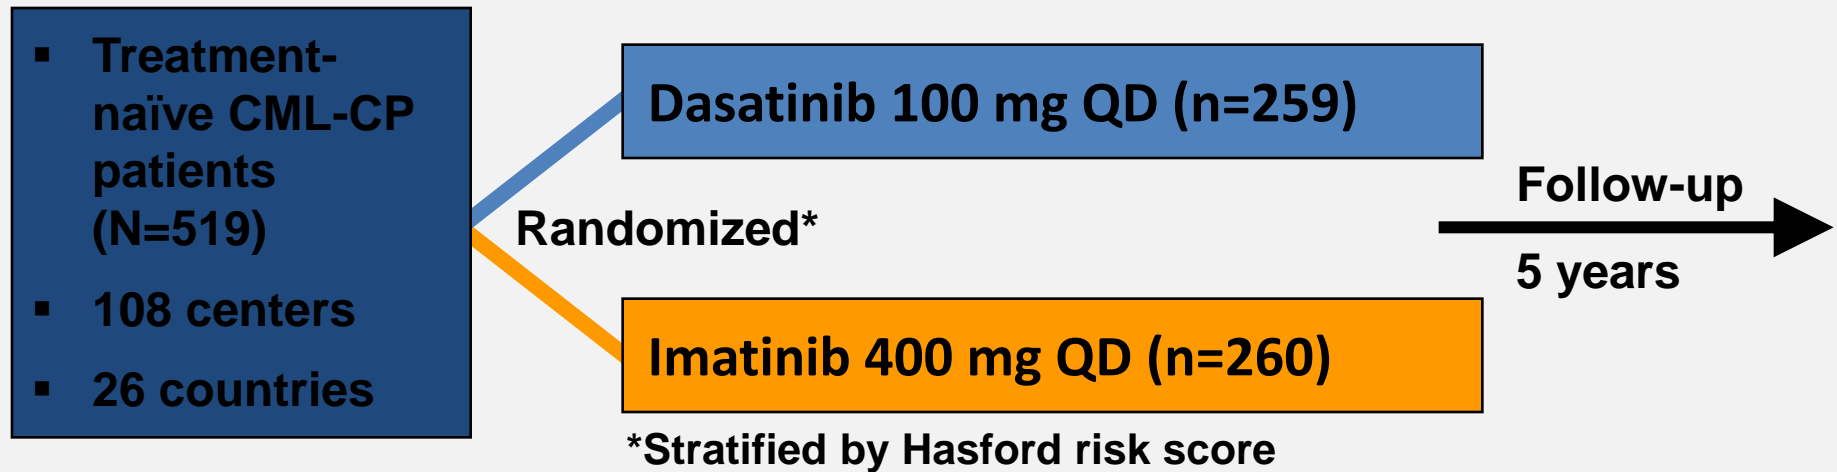 ▪ Treatment-
naïve CML-CP
patients
(N=519)
▪ 108 centers
▪ 26 countries
Randomized*
Dasatinib 100 mg QD (n=259)
Imatinib 400 mg QD (n=260)
*Stratified by Hasford risk score
Follow-up
5 years